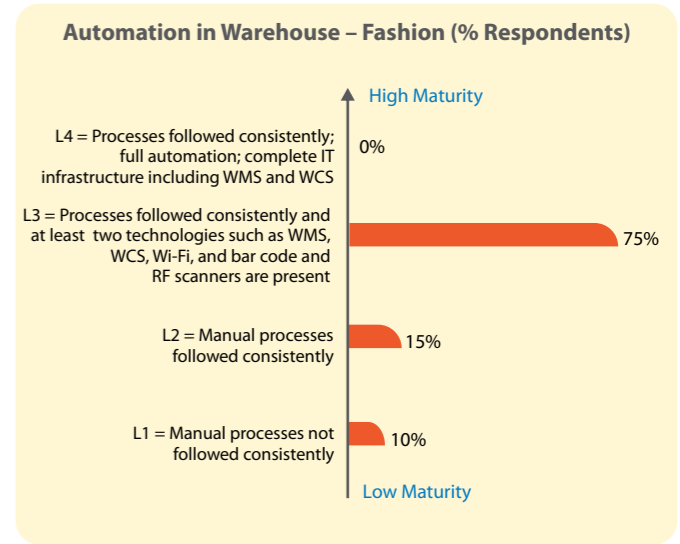 Automation in Warehouse – Fashion (% Respondents)
High Maturity
L4 = Processes followed consistently;
full automation; complete IT
infrastructure including WMS and WCS
0%
L3 = Processes followed consistently and
at least two technologies such as WMS,
WCS, Wi-Fi, and bar code and
RF scanners are present
75%
L2 = Manual processes
followed consistently
15%
L1 = Manual processes not
followed consistently
10%
Low Maturity